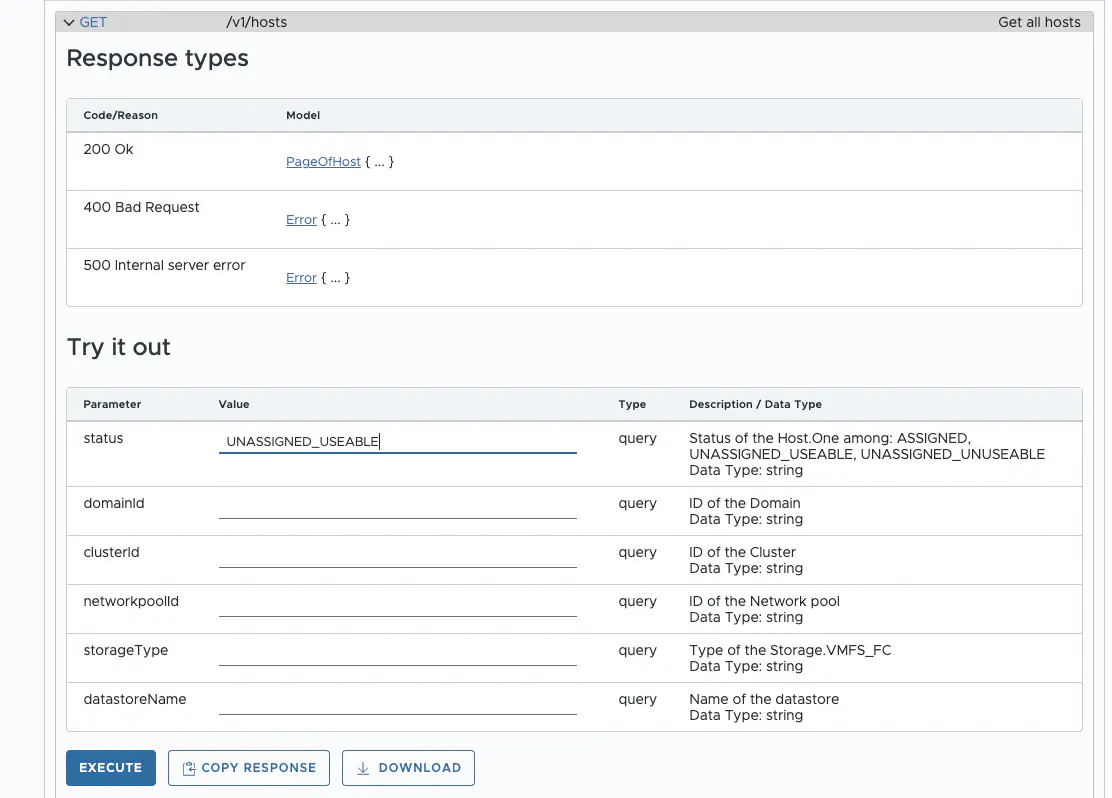 GET /v1/hosts Get all hosts
Response types
Code/Reason Model
200 Ok
PageOfHost { ... }
400 Bad Request
Error { ... }
500 Internal server error
Error { ... }
Try it out
Parameter Value Type Description / Data Type
status UNASSIGNED_USEABLE query Status of the Host.One among: ASSIGNED,
UNASSIGNED_USEABLE, UNASSIGNED_UNUSEABLE
Data Type: string
domainId query ID of the Domain
Data Type: string
clusterId query ID of the Cluster
Data Type: string
networkpoolId query ID of the Network pool
Data Type: string
storageType query Type of the Storage.VMFS_FC
Data Type: string
datastoreName query Name of the datastore
Data Type: string
EXECUTE COPY RESPONSE DOWNLOAD